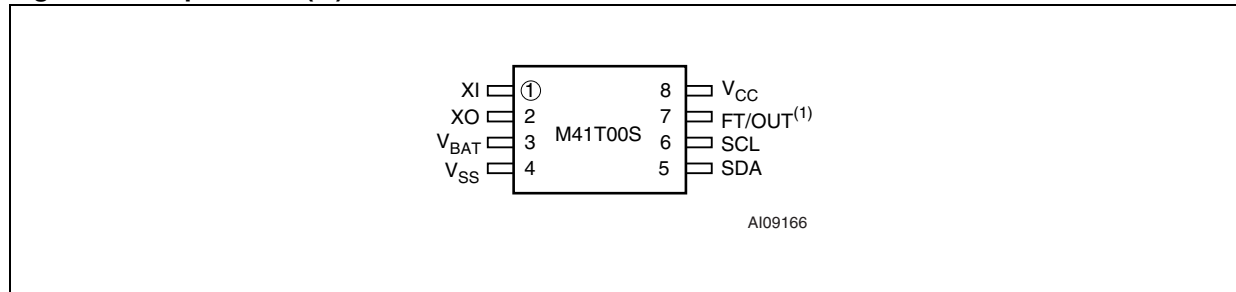 XI 1 8 VCC
XO 2 7 FT/OUT(1)
M41T00S
VBAT 3 6 SCL
VSS 4 5 SDA
AI09166